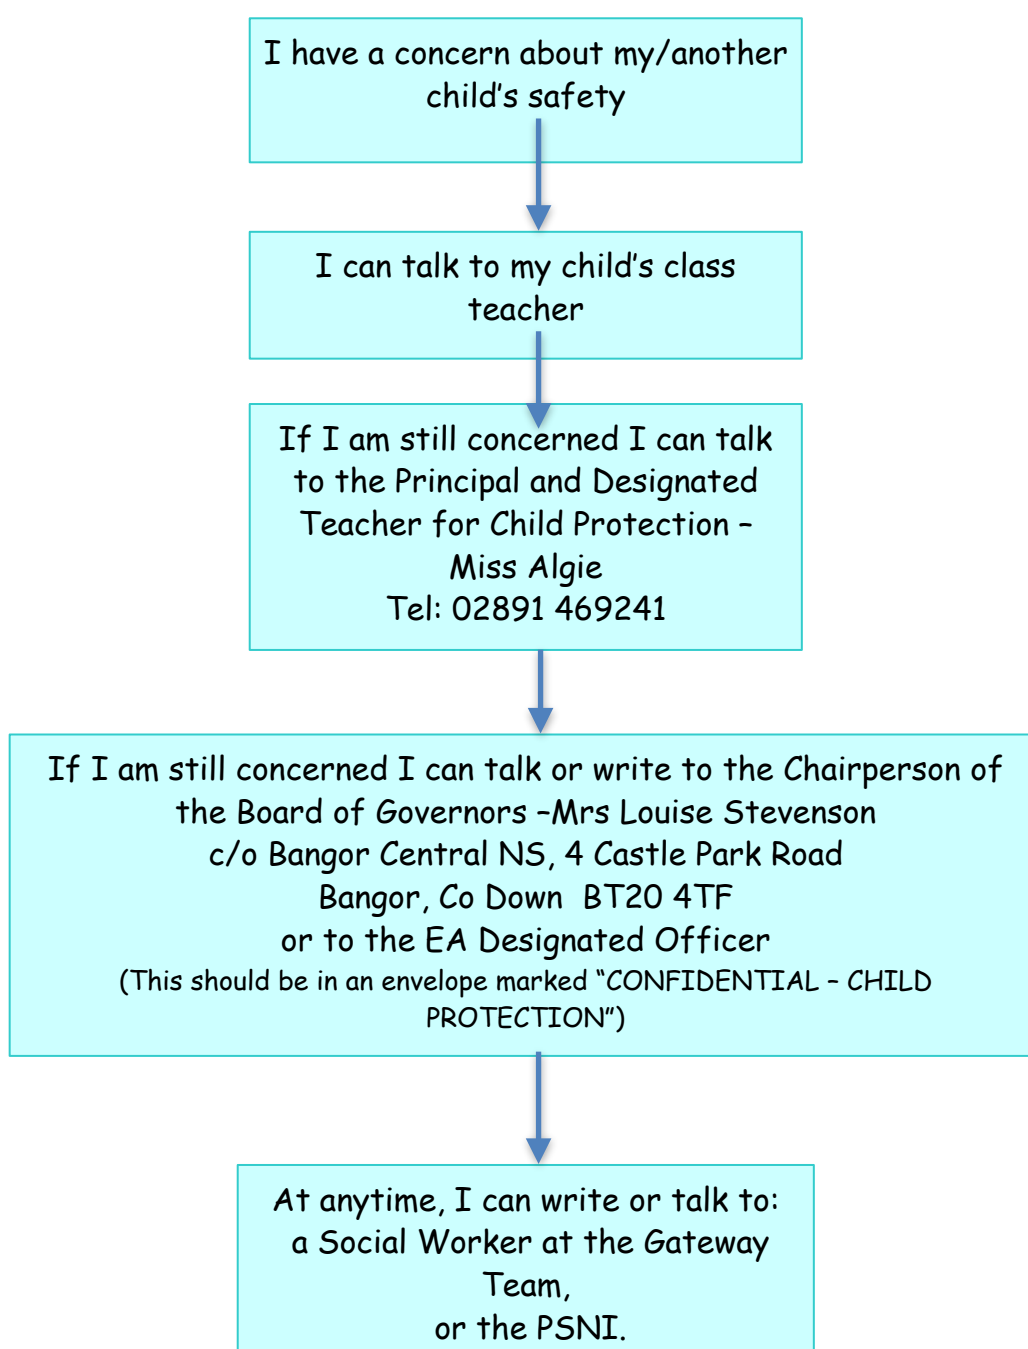 I have a concern about my/another
child's safety
I can talk to my child's class
teacher
If I am still concerned I can talk
to the Principal and Designated
Teacher for Child Protection –
Miss Algie
Tel: 02891 469241
If I am still concerned I can talk or write to the Chairperson of
the Board of Governors –Mrs Louise Stevenson
c/o Bangor Central NS, 4 Castle Park Road
Bangor, Co Down  BT20 4TF
or to the EA Designated Officer
(This should be in an envelope marked “CONFIDENTIAL – CHILD
PROTECTION”)
At anytime, I can write or talk to:
a Social Worker at the Gateway
Team,
or the PSNI.